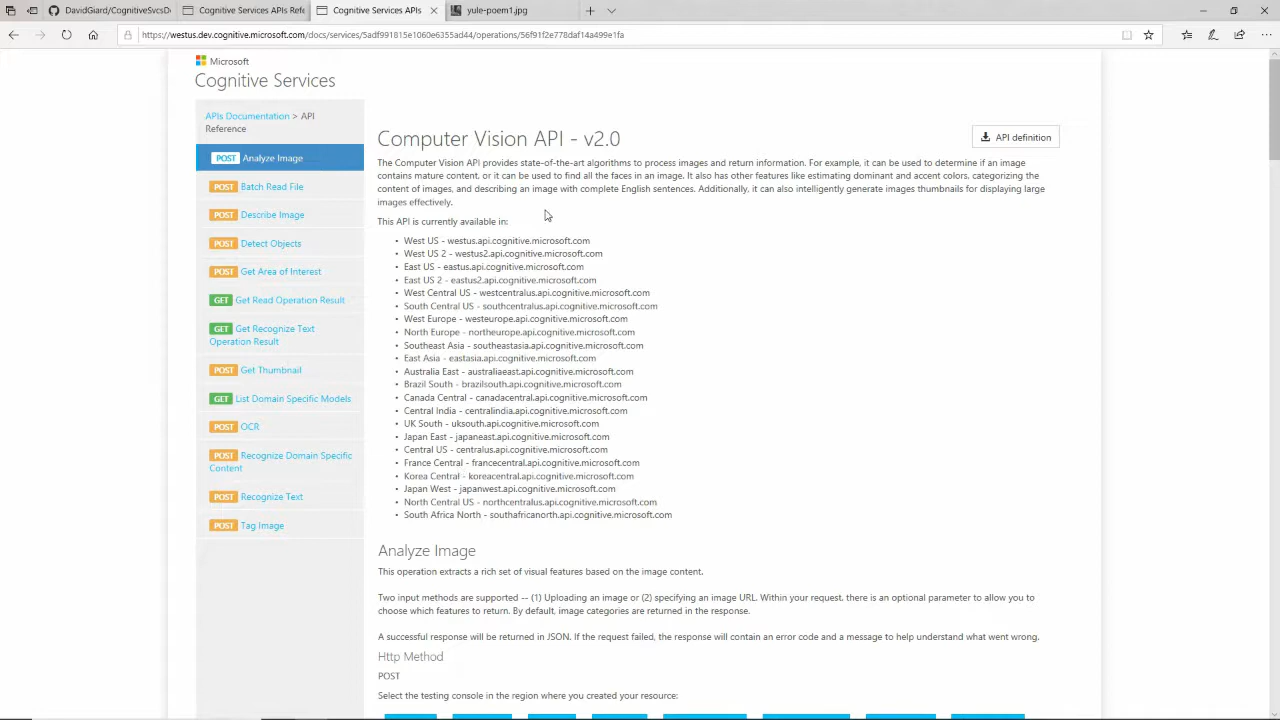 DavidGiard/CognitiveSvcsD
Cognitive Services APIs Refe
Cognitive Services APIs
yule-poem1.jpg
https://westus.dev.cognitive.microsoft.com/docs/services/5adf991815e1060e6355ad44/operations/56f91f2e778daf14a499e1fa
Microsoft
Cognitive Services
APIs Documentation > API
Reference
POST Analyze Image
POST Batch Read File
POST Describe Image
POST Detect Objects
POST Get Area of Interest
GET Get Read Operation Result
GET Get Recognize Text
Operation Result
POST Get Thumbnail
GET List Domain Specific Models
POST OCR
POST Recognize Domain Specific
Content
POST Recognize Text
POST Tag Image
Computer Vision API - v2.0
API definition
The Computer Vision API provides state-of-the-art algorithms to process images and return information. For example, it can be used to determine if an image
contains mature content, or it can be used to find all the faces in an image. It also has other features like estimating dominant and accent colors, categorizing the
content of images, and describing an image with complete English sentences. Additionally, it can also intelligently generate images thumbnails for displaying large
images effectively.
This API is currently available in:
• West US - westus.api.cognitive.microsoft.com
• West US 2 - westus2.api.cognitive.microsoft.com
• East US - eastus.api.cognitive.microsoft.com
• East US 2 - eastus2.api.cognitive.microsoft.com
• West Central US - westcentralus.api.cognitive.microsoft.com
• South Central US - southcentralus.api.cognitive.microsoft.com
• West Europe - westeurope.api.cognitive.microsoft.com
• North Europe - northeurope.api.cognitive.microsoft.com
• Southeast Asia - southeastasia.api.cognitive.microsoft.com
• East Asia - eastasia.api.cognitive.microsoft.com
• Australia East - australiaeast.api.cognitive.microsoft.com
• Brazil South - brazilsouth.api.cognitive.microsoft.com
• Canada Central - canadacentral.api.cognitive.microsoft.com
• Central India - centralindia.api.cognitive.microsoft.com
• UK South - uksouth.api.cognitive.microsoft.com
• Japan East - japaneast.api.cognitive.microsoft.com
• Central US - centralus.api.cognitive.microsoft.com
• France Central - francecentral.api.cognitive.microsoft.com
• Korea Central - koreacentral.api.cognitive.microsoft.com
• Japan West - japanwest.api.cognitive.microsoft.com
• North Central US - northcentralus.api.cognitive.microsoft.com
• South Africa North - southafricanorth.api.cognitive.microsoft.com
Analyze Image
This operation extracts a rich set of visual features based on the image content.
Two input methods are supported -- (1) Uploading an image or (2) specifying an image URL. Within your request, there is an optional parameter to allow you to
choose which features to return. By default, image categories are returned in the response.
A successful response will be returned in JSON. If the request failed, the response will contain an error code and a message to help understand what went wrong.
Http Method
POST
Select the testing console in the region where you created your resource: